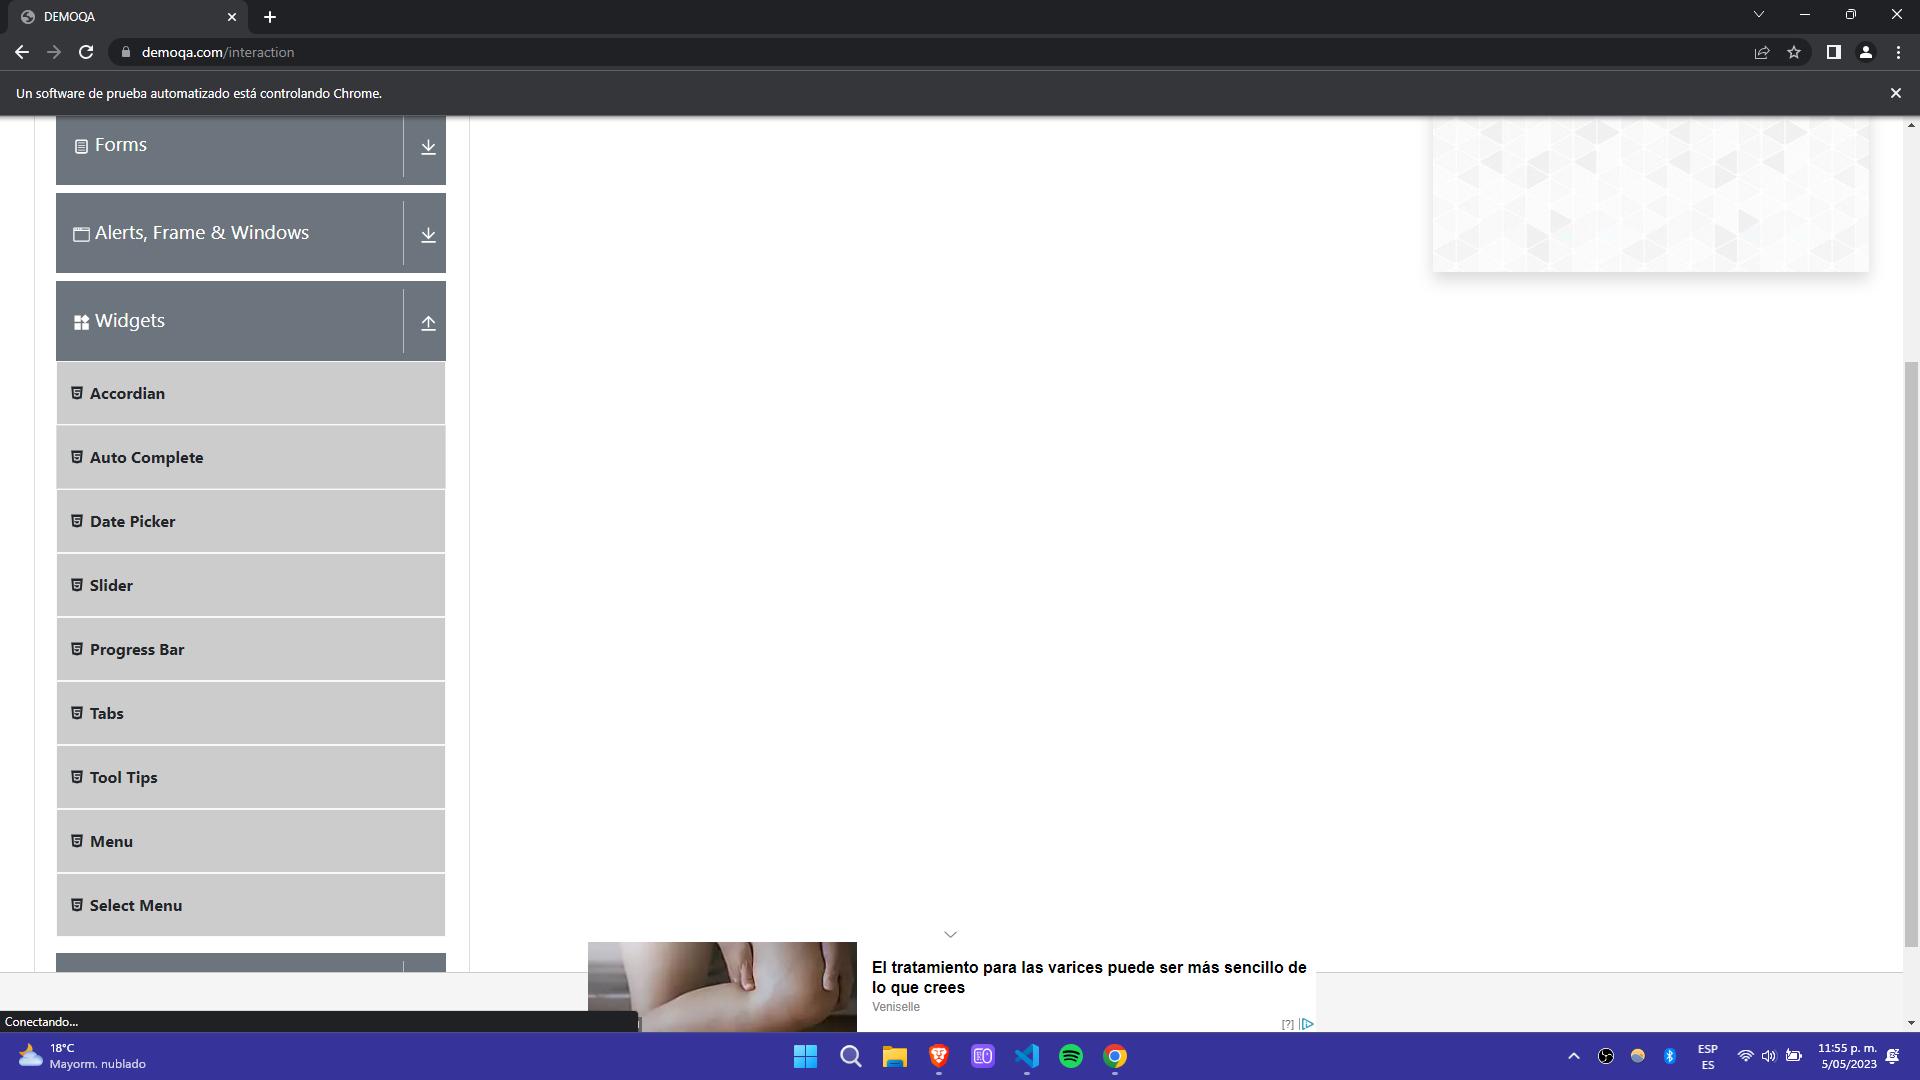 DEMOQA
demoqa.com/interaction
Un software de prueba automatizado está controlando Chrome.
Forms
Alerts, Frame & Windows
Widgets
Accordian
Auto Complete
Date Picker
Slider
Progress Bar
Tabs
Tool Tips
Menu
Select Menu
El tratamiento para las varices puede ser más sencillo de
lo que crees
Veniselle
[?]
Conectando...
18°C
Mayorm. nublado
ESP
ES
11:55 p. m.
5/05/2023